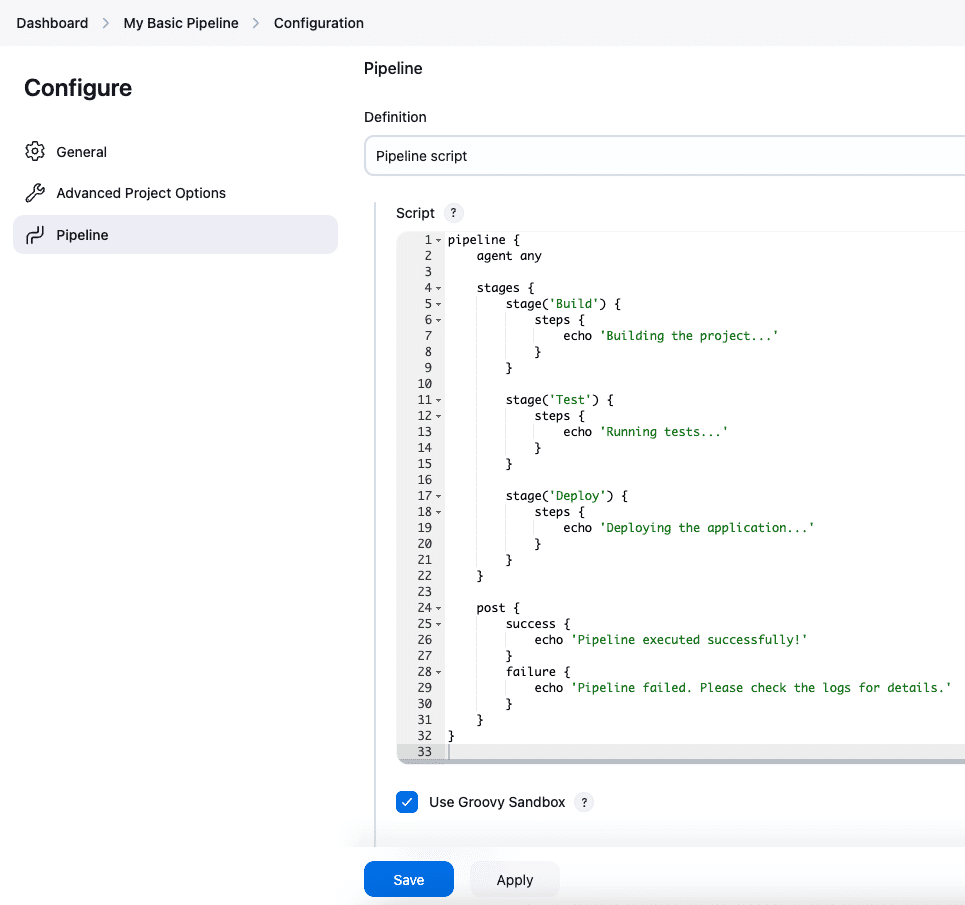 Dashboard > My Basic Pipeline > Configuration
Configure
General
Advanced Project Options
Pipeline
Pipeline
Definition
Pipeline script
Script ?
1 pipeline {
2     agent any
3
4     stages {
5         stage('Build') {
6             steps {
7                 echo 'Building the project...'
8             }
9         }
10
11         stage('Test') {
12             steps {
13                 echo 'Running tests...'
14             }
15         }
16
17         stage('Deploy') {
18             steps {
19                 echo 'Deploying the application...'
20             }
21         }
22     }
23
24     post {
25         success {
26             echo 'Pipeline executed successfully!'
27         }
28         failure {
29             echo 'Pipeline failed. Please check the logs for details.'
30         }
31     }
32 }
33
Use Groovy Sandbox ?
Save Apply